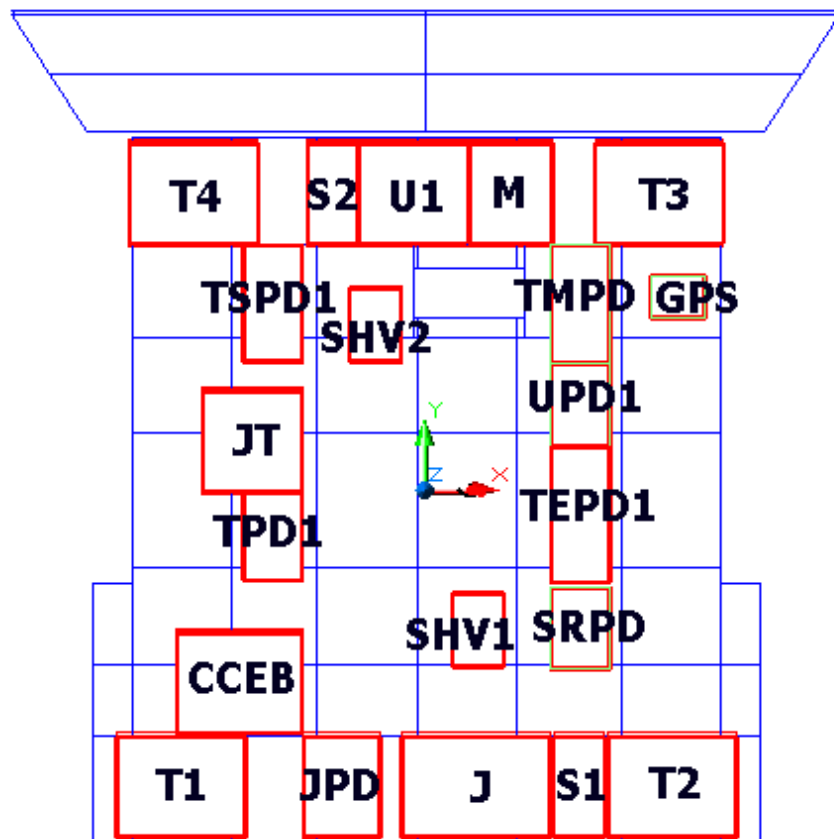 T4 S2 U1 M T3
TSPD1 TMPD GPS
SHV2
UPD1
Y
JT
Z X
TPD1 TEPD1
SHV1 SRPD
CCEB
T1 JPD J S1 T2